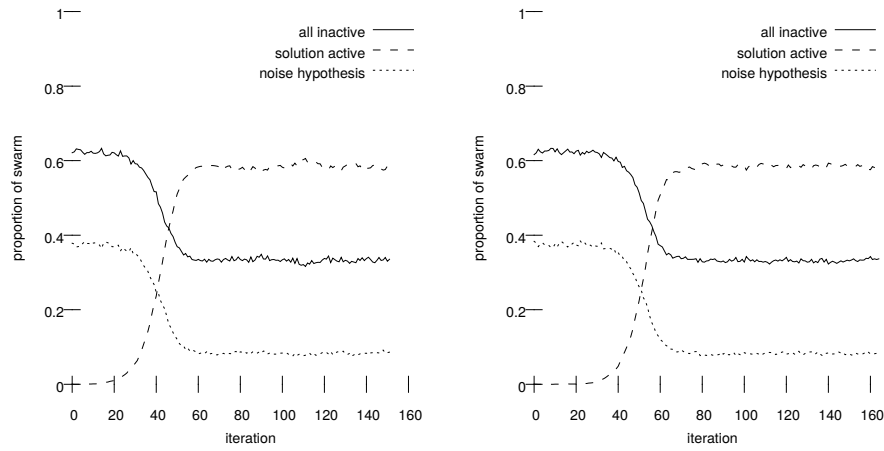 1
0.8
0.6
0.4
0.2
0
proportion of swarm
all inactive
solution active
noise hypothesis
0 20 40 60 80 100 120 140 160
iteration
1
0.8
0.6
0.4
0.2
0
proportion of swarm
all inactive
solution active
noise hypothesis
0 20 40 60 80 100 120 140 160
iteration